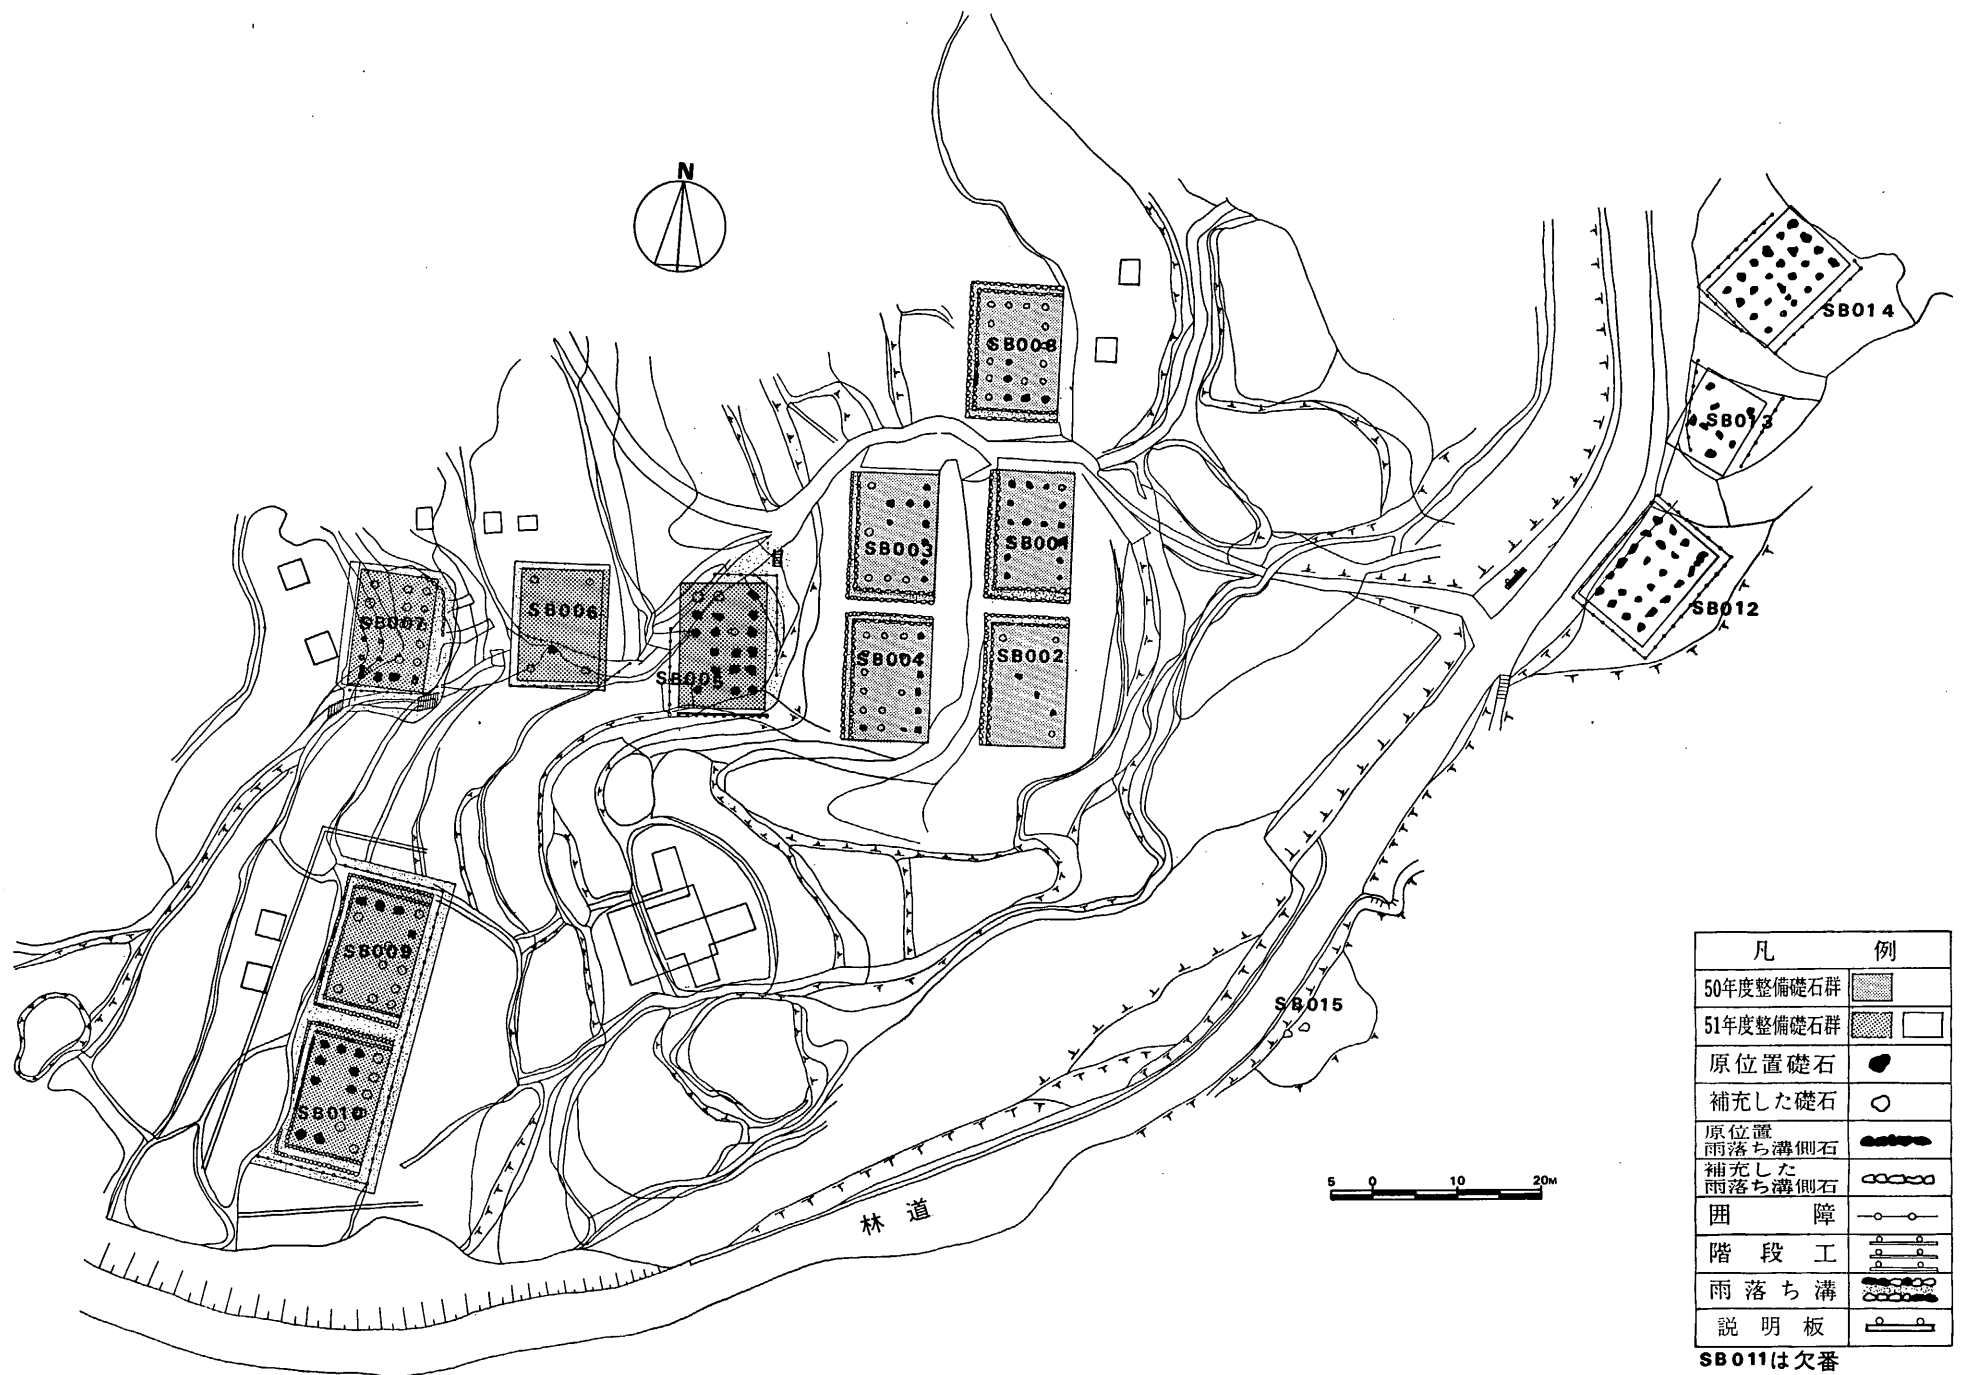 N
SB014
SB008
SB013
SB003
SB001
SB006
SB007
SB012
SB004
SB002
SB005
SB009
SB015
SB010
5 0 10 20M
林道
凡 例
50年度整備礎石群
51年度整備礎石群
原位置礎石
補充した礎石
原位置
雨落ち溝側石
補充した
雨落ち溝側石
囲 障
階段工
雨落ち溝
説明板
SB011は欠番